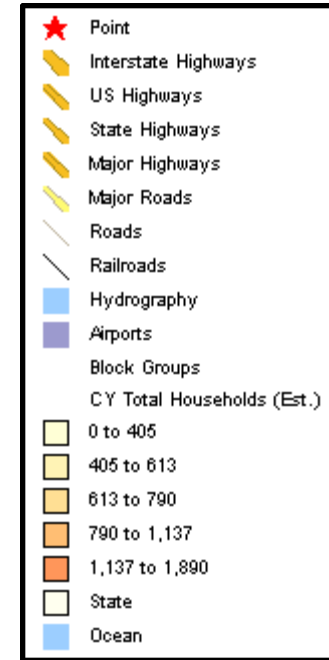 Point
Interstate Highways
US Highways
State Highways
Major Highways
Major Roads
Roads
Railroads
Hydrography
Airports
Block Groups
CY Total Households (Est.)
0 to 405
405 to 613
613 to 790
790 to 1,137
1,137 to 1,890
State
Ocean